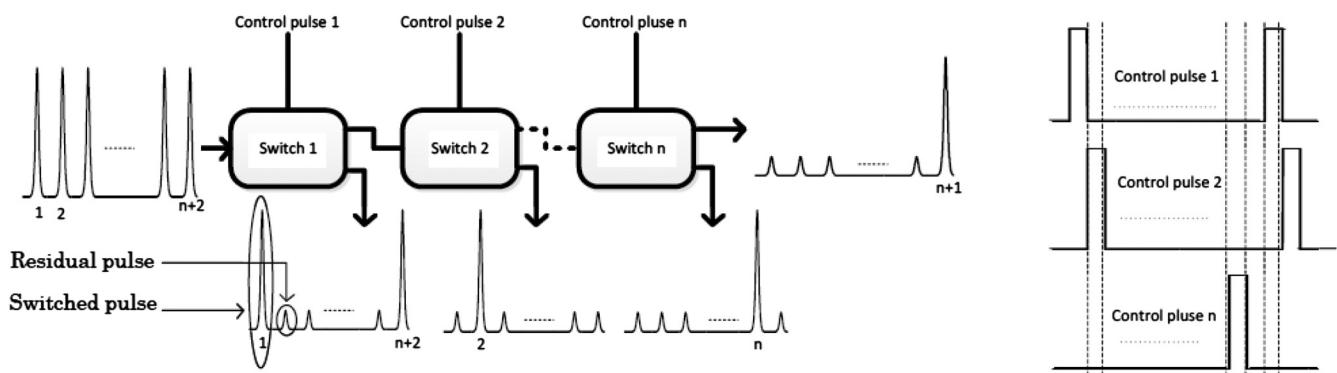 Control pulse 1
Control pulse 2
Control pluse n
Switch 1
Switch 2
Switch n
1
2
n+2
n+1
Residual pulse
Switched pulse
1
n+2
2
n
Control pulse 1
Control pulse 2
Control pluse n